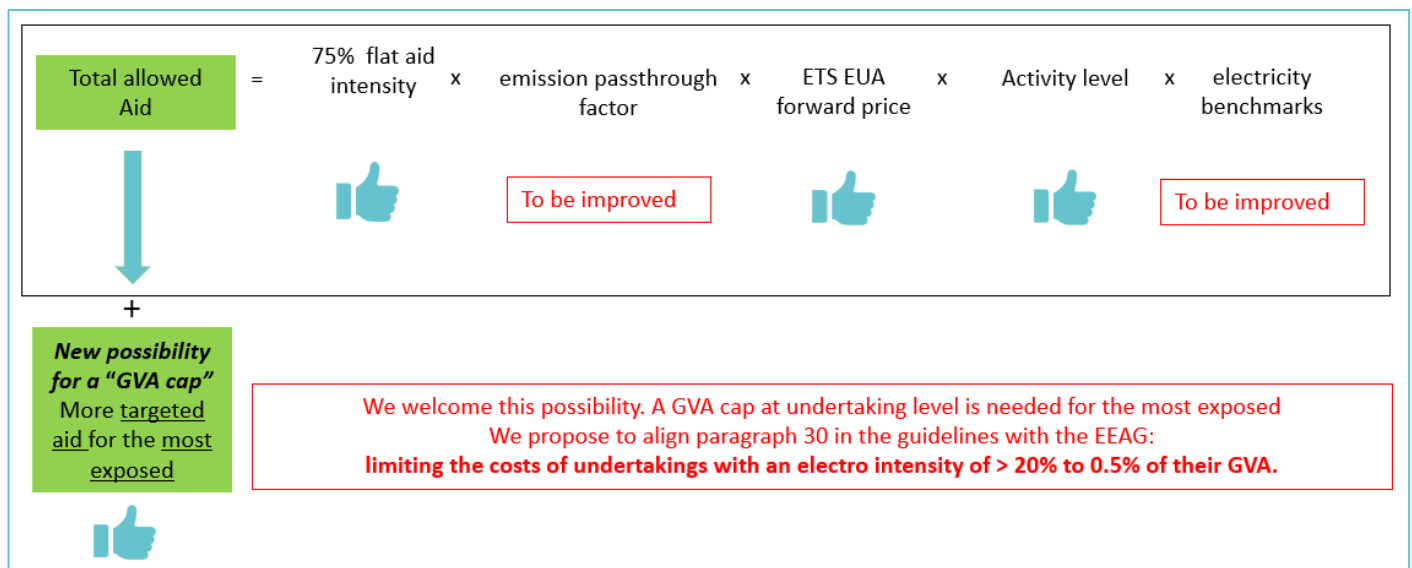 Total allowed
Aid
=
75% flat aid
intensity
x
emission passthrough
factor
x
ETS EUA
forward price
x
Activity level
x
electricity
benchmarks
To be improved
To be improved
+
New possibility
for a “GVA cap”
More targeted
aid for the most
exposed
We welcome this possibility. A GVA cap at undertaking level is needed for the most exposed
We propose to align paragraph 30 in the guidelines with the EEAG:
limiting the costs of undertakings with an electro intensity of > 20% to 0.5% of their GVA.